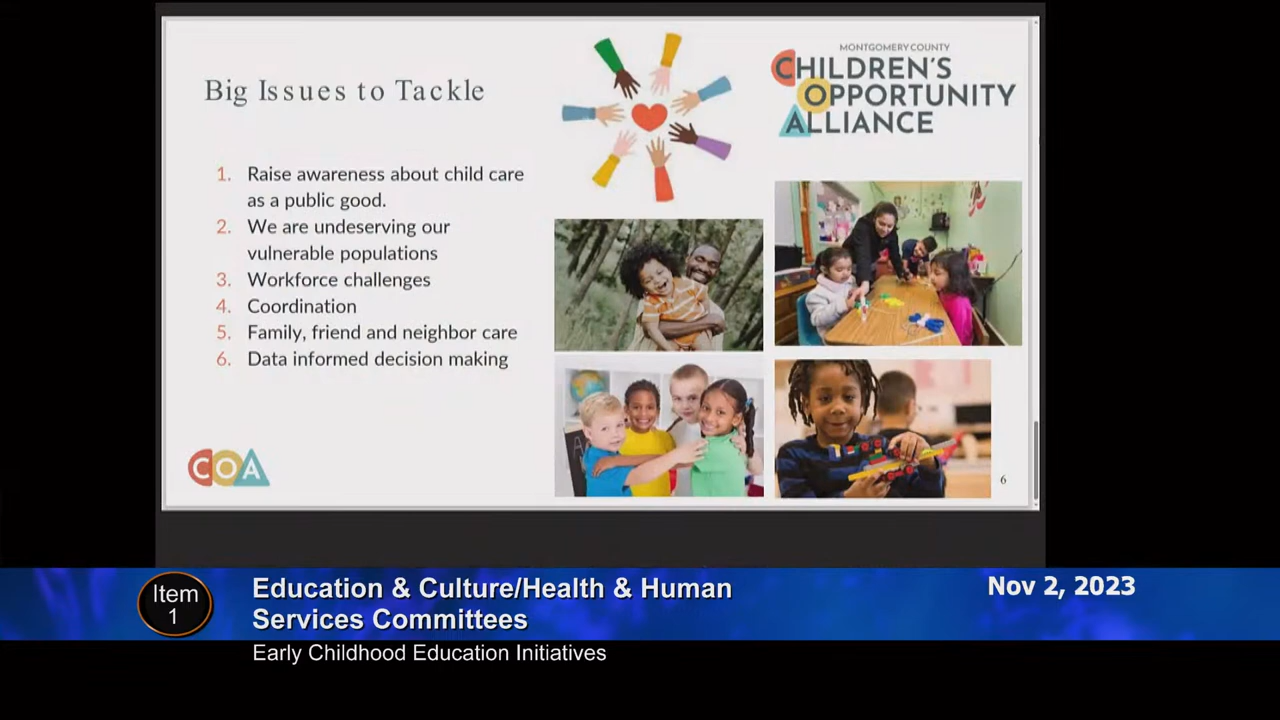 Big Issues to Tackle
MONTGOMERY COUNTY
CHILDREN'S
OPPORTUNITY
ALLIANCE
1. Raise awareness about child care
as a public good.
2. We are undeserving our
vulnerable populations
3. Workforce challenges
4. Coordination
5. Family, friend and neighbor care
6. Data informed decision making
COA
6
Item
1
Education & Culture/Health & Human
Services Committees
Nov 2, 2023
Early Childhood Education Initiatives